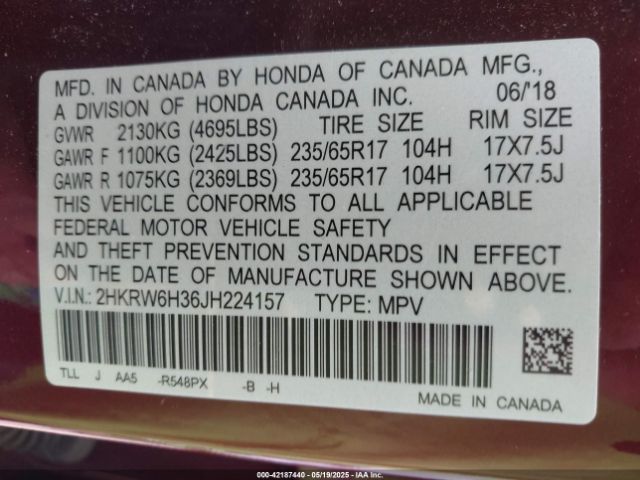 MFD. IN CANADA BY HONDA OF CANADA MFG.,
A DIVISION OF HONDA CANADA INC. 06/'18
GVWR 2130KG (4695LBS) TIRE SIZE RIM SIZE
GAWR F 1100KG (2425LBS) 235/65R17 104H 17X7.5J
GAWR R 1075KG (2369LBS) 235/65R17 104H 17X7.5J
THIS VEHICLE CONFORMS TO ALL APPLICABLE
FEDERAL MOTOR VEHICLE SAFETY
AND THEFT PREVENTION STANDARDS IN EFFECT
ON THE DATE OF MANUFACTURE SHOWN ABOVE.
V.I.N.: 2HKRW6H36JH224157 TYPE: MPV
TLL J AA5 -R548PX -B -H
MADE IN CANADA
000-42187440 - 05/19/2025 - IAAI.COM